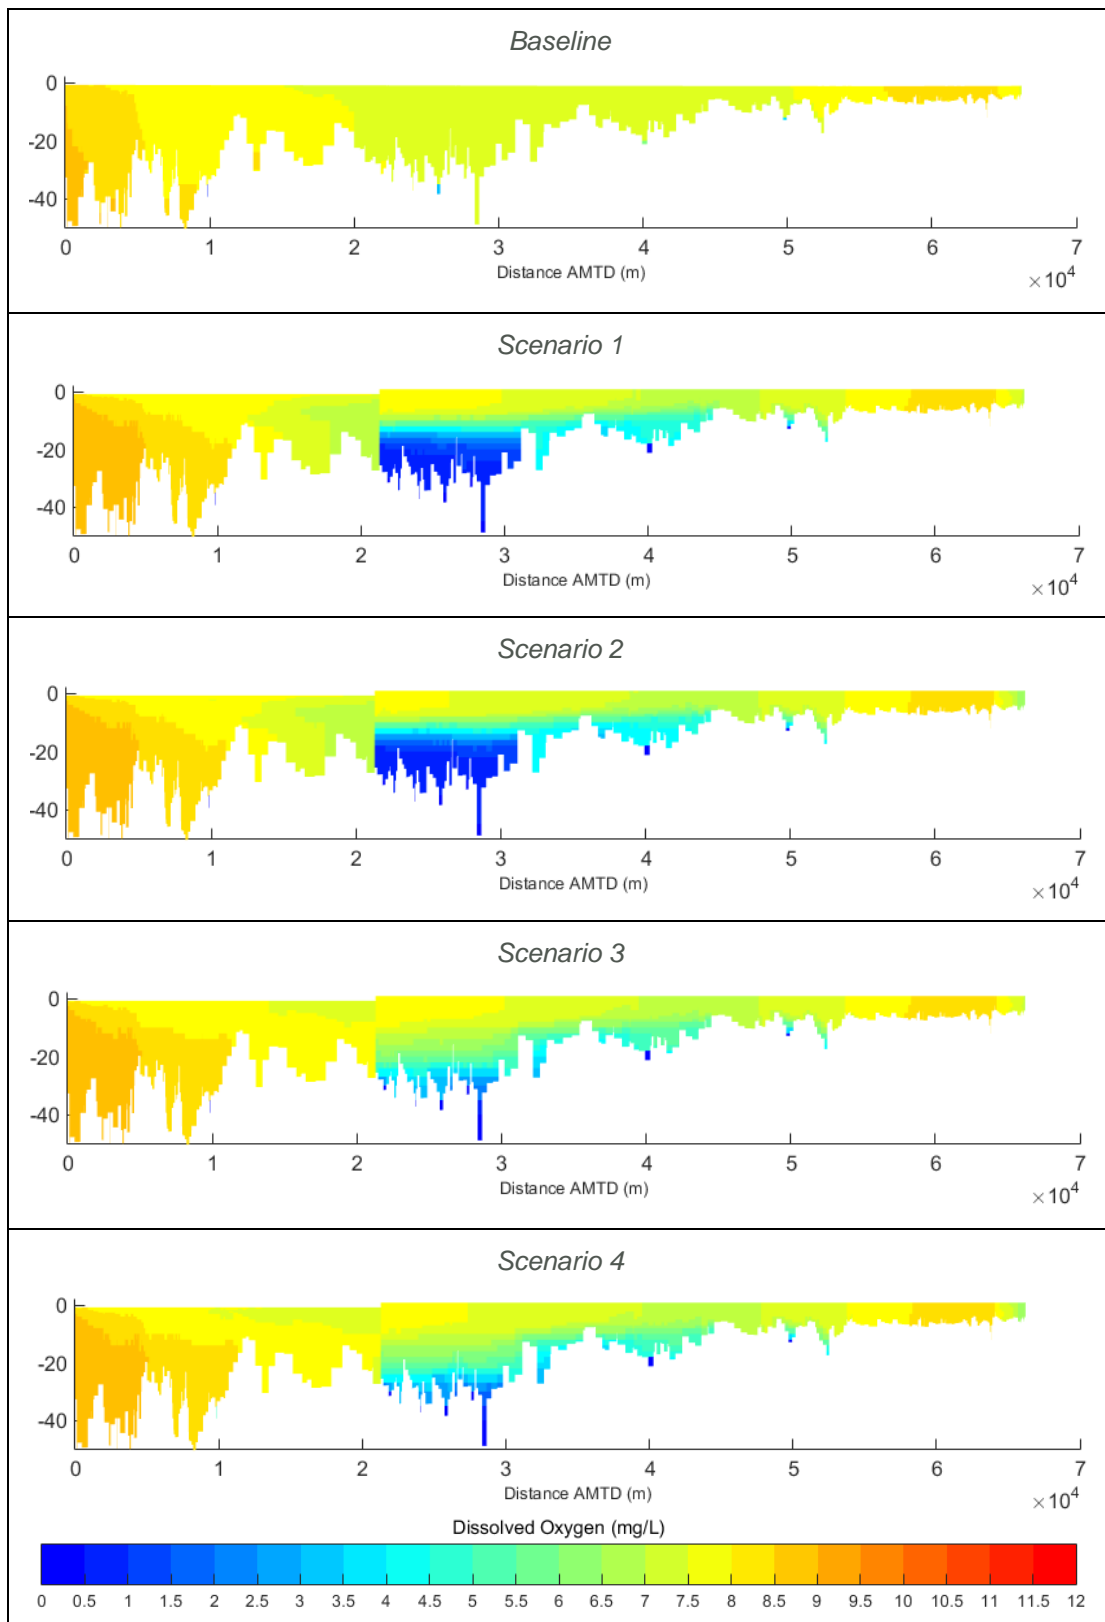 Baseline
0
-20
-40
0 1 2 3 4 5 6 7
Distance AMTD (m)
×10⁴
Scenario 1
0
-20
-40
0 1 2 3 4 5 6 7
Distance AMTD (m)
×10⁴
Scenario 2
0
-20
-40
0 1 2 3 4 5 6 7
Distance AMTD (m)
×10⁴
Scenario 3
0
-20
-40
0 1 2 3 4 5 6 7
Distance AMTD (m)
×10⁴
Scenario 4
0
-20
-40
0 1 2 3 4 5 6 7
Distance AMTD (m)
×10⁴
Dissolved Oxygen (mg/L)
0 0.5 1 1.5 2 2.5 3 3.5 4 4.5 5 5.5 6 6.5 7 7.5 8 8.5 9 9.5 10 10.5 11 11.5 12